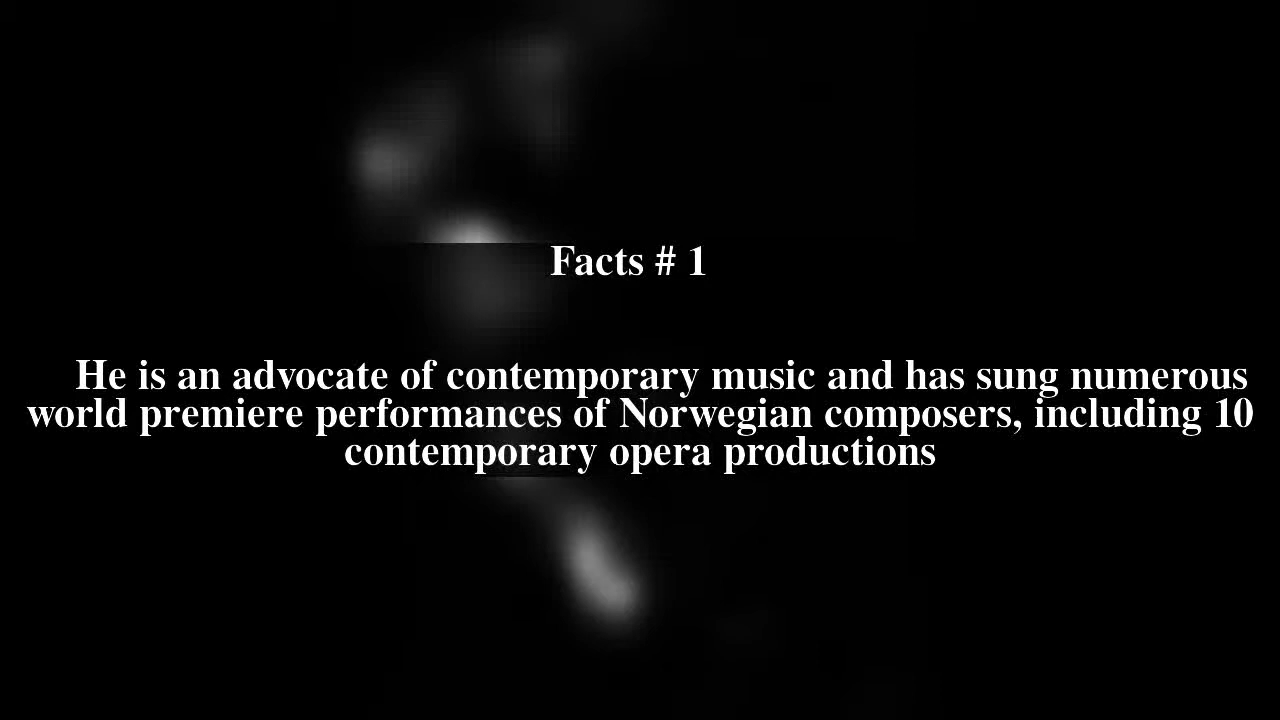 Facts # 1
He is an advocate of contemporary music and has sung numerous
world premiere performances of Norwegian composers, including 10
contemporary opera productions